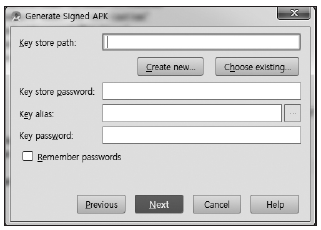 Generate Signed APK
Key store path:
Create new... Choose existing...
Key store password:
Key alias:
...
Key password:
Remember passwords
Previous Next Cancel Help